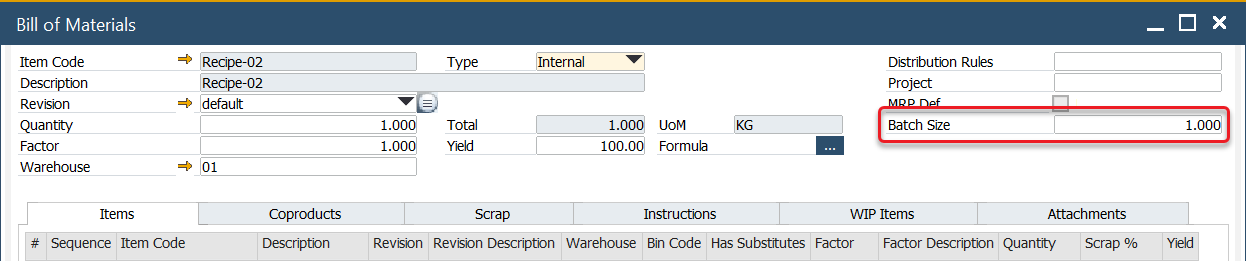 Bill of Materials
Item Code Recipe-02 Type Internal Distribution Rules
Description Recipe-02 Project
Revision default MRP Def
Quantity 1.000 Total 1.000 UoM KG Batch Size 1.000
Factor 1.000 Yield 100.00 Formula ...
Warehouse 01
Items Coproducts Scrap Instructions WIP Items Attachments
# Sequence Item Code Description Revision Revision Description Warehouse Bin Code Has Substitutes Factor Factor Description Quantity Scrap % Yield